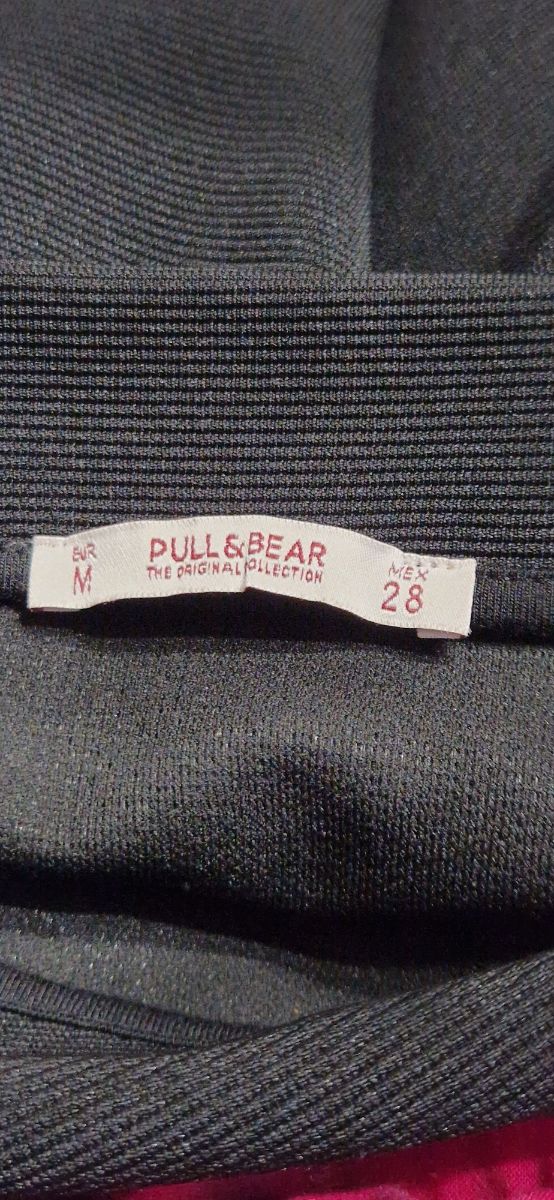 EUR
M
PULL&BEAR
THE ORIGINAL COLLECTION
MEX
28